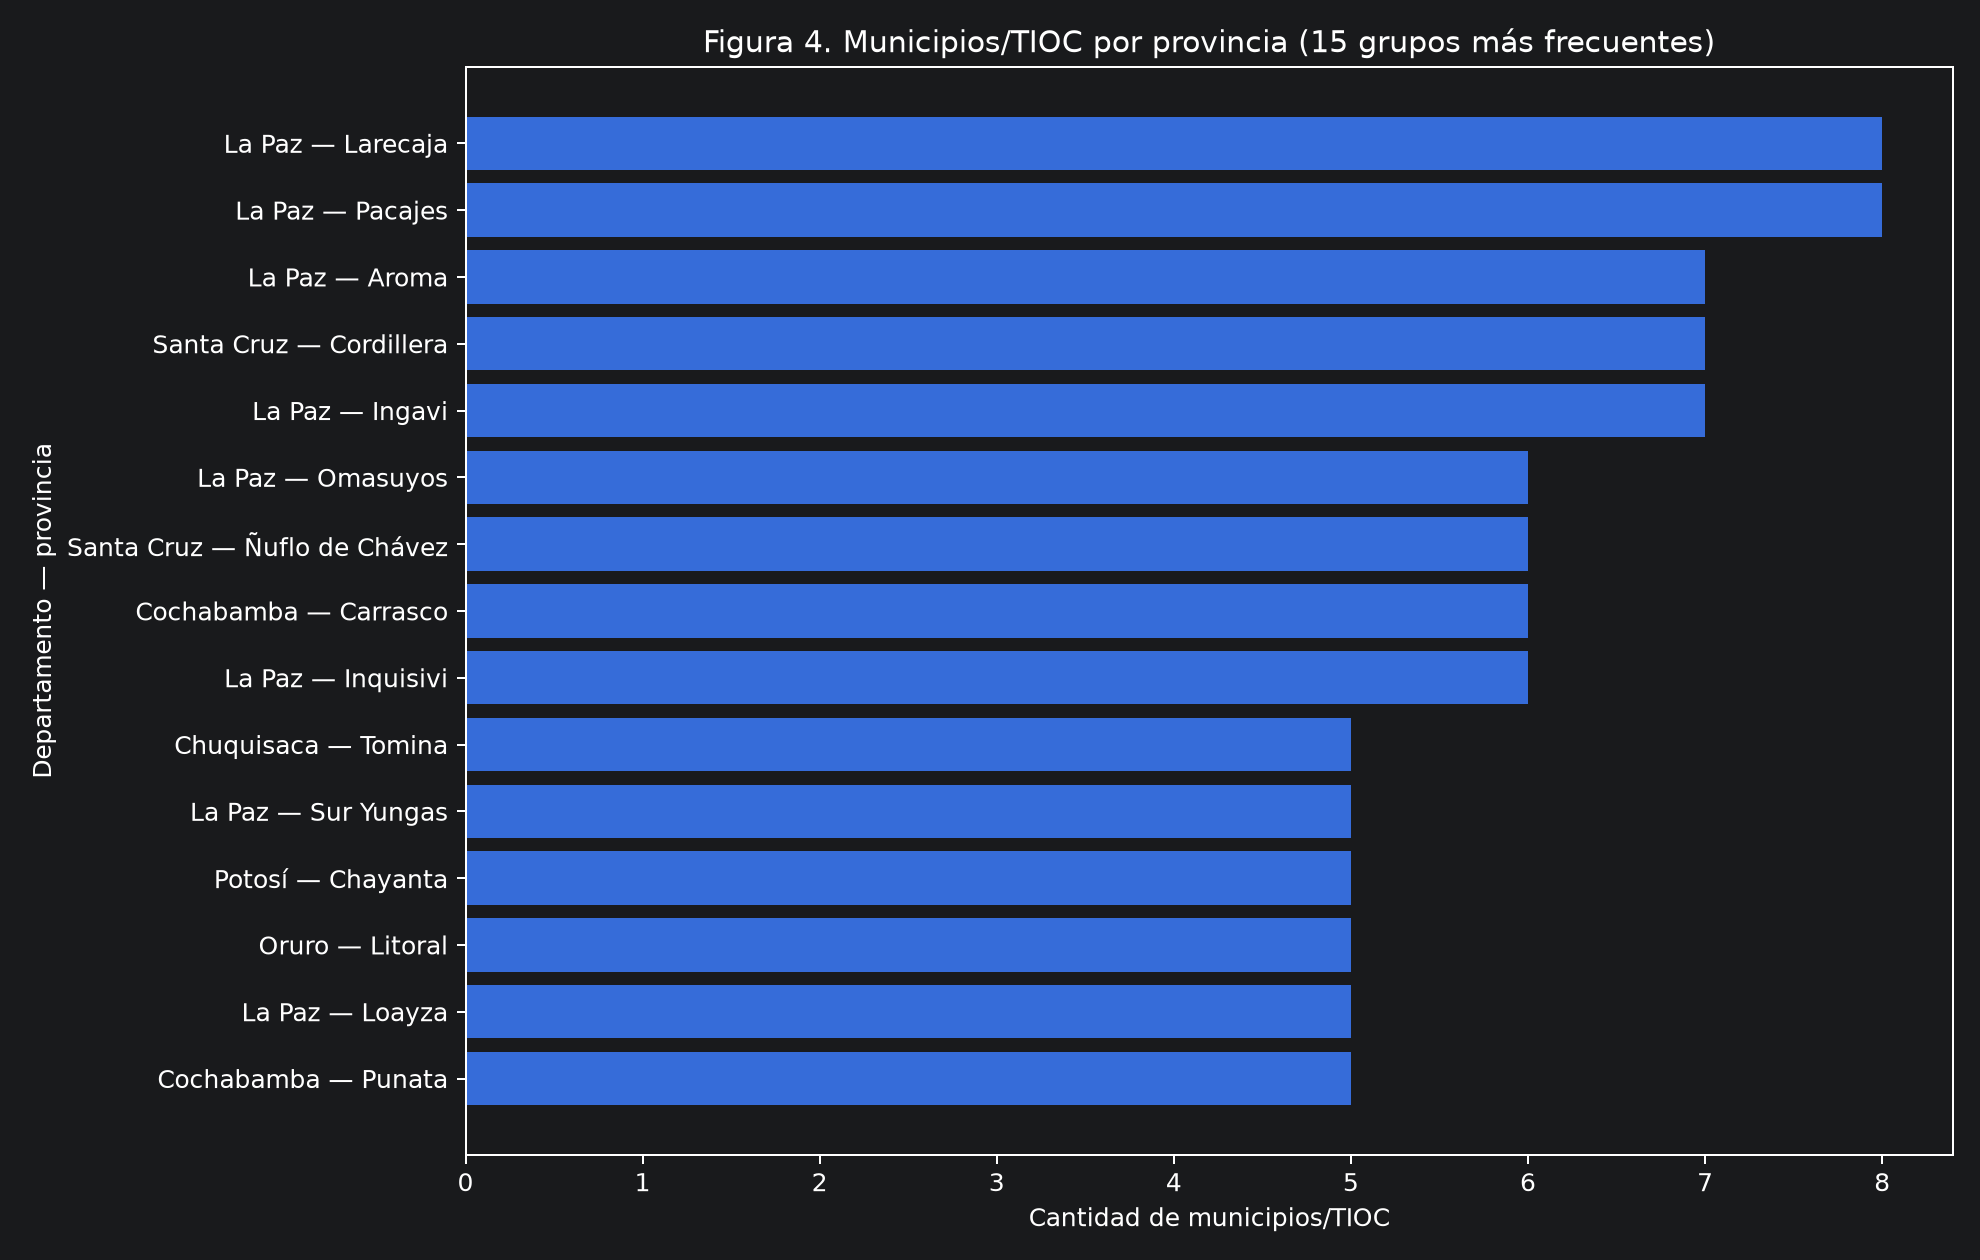 Figura 4. Municipios/TIOC por provincia (15 grupos más frecuentes)
Departamento — provincia
La Paz — Larecaja
La Paz — Pacajes
La Paz — Aroma
Santa Cruz — Cordillera
La Paz — Ingavi
La Paz — Omasuyos
Santa Cruz — Ñuflo de Chávez
Cochabamba — Carrasco
La Paz — Inquisivi
Chuquisaca — Tomina
La Paz — Sur Yungas
Potosí — Chayanta
Oruro — Litoral
La Paz — Loayza
Cochabamba — Punata
0 1 2 3 4 5 6 7 8
Cantidad de municipios/TIOC